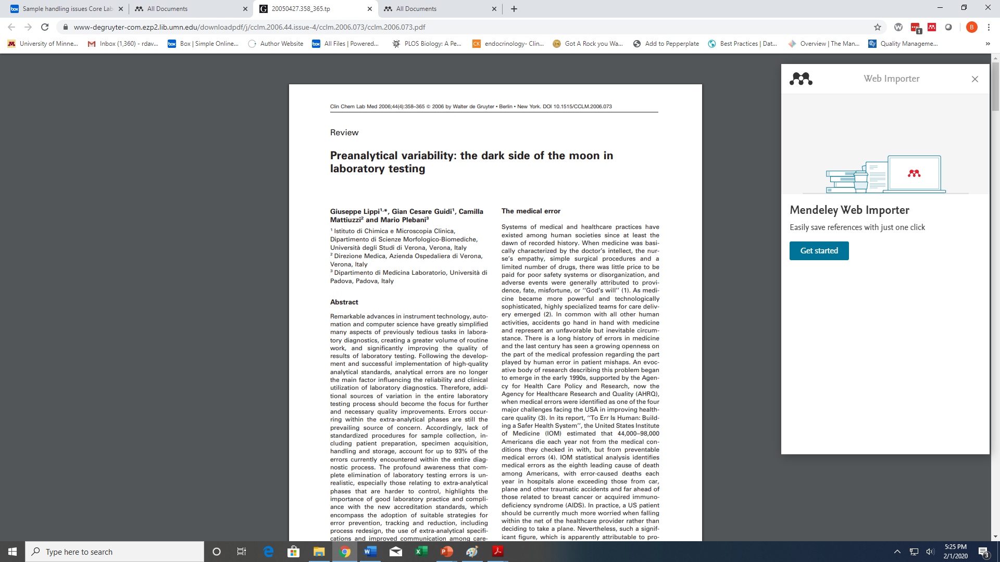 Sample handling issues Core Lab
All Documents
20050427.358_365.tp
All Documents
www-degruyter-com.ezp2.lib.umn.edu/downloadpdf/j/cclm.2006.44.issue-4/cclm.2006.073/cclm.2006.073.pdf
University of Minne...
Inbox (1,360) - rdav...
Box | Simple Online...
Author Website
All Files | Powered...
PLOS Biology: A Pe...
endocrinology- Clin...
Got A Rock you Wa...
Add to Pepperplate
Best Practices | Dat...
Overview | The Man...
Quality Manageme...
Clin Chem Lab Med 2006;44(4):358–365 © 2006 by Walter de Gruyter • Berlin • New York. DOI 10.1515/CCLM.2006.073
Review
Preanalytical variability: the dark side of the moon in
laboratory testing
Giuseppe Lippi1,*, Gian Cesare Guidi1, Camilla
Mattiuzzi2 and Mario Plebani3
1 Istituto di Chimica e Microscopia Clinica,
Dipartimento di Scienze Morfologico-Biomediche,
Università degli Studi di Verona, Verona, Italy
2 Direzione Medica, Azienda Ospedaliera di Verona,
Verona, Italy
3 Dipartimento di Medicina Laboratorio, Università di
Padova, Padova, Italy
Abstract
Remarkable advances in instrument technology, auto-
mation and computer science have greatly simplified
many aspects of previously tedious tasks in labora-
tory diagnostics, creating a greater volume of routine
work, and significantly improving the quality of
results of laboratory testing. Following the develop-
ment and successful implementation of high-quality
analytical standards, analytical errors are no longer
the main factor influencing the reliability and clinical
utilization of laboratory diagnostics. Therefore, addi-
tional sources of variation in the entire laboratory
testing process should become the focus for further
and necessary quality improvements. Errors occur-
ring within the extra-analytical phases are still the
prevailing source of concern. Accordingly, lack of
standardized procedures for sample collection, in-
cluding patient preparation, specimen acquisition,
handling and storage, account for up to 93% of the
errors currently encountered within the entire diag-
nostic process. The profound awareness that com-
plete elimination of laboratory testing errors is un-
realistic, especially those relating to extra-analytical
phases that are harder to control, highlights the
importance of good laboratory practice and compli-
ance with the new accreditation standards, which
encompass the adoption of suitable strategies for
error prevention, tracking and reduction, including
process redesign, the use of extra-analytical specifi-
cations and improved communication among care-
The medical error
Systems of medical and healthcare practices have
existed among human societies since at least the
dawn of recorded history. When medicine was basi-
cally characterized by the doctor's intellect, the nur-
se's empathy, simple surgical procedures and a
limited number of drugs, there was little price to be
paid for poor safety systems or disorganization, and
adverse events were generally attributed to provi-
dence, fate, misfortune, or ''God's will'' (1). As medi-
cine became more powerful and technologically
sophisticated, highly specialized teams for care deliv-
ery emerged (2). In common with all other human
activities, accidents go hand in hand with medicine
and represent an unfavorable but inevitable circum-
stance. There is a long history of errors in medicine
and the last century has seen a growing openness on
the part of the medical profession regarding the part
played by human error in patient mishaps. An evoc-
ative body of research describing this problem began
to emerge in the early 1990s, supported by the Agen-
cy for Health Care Policy and Research, now the
Agency for Healthcare Research and Quality (AHRQ),
when medical errors were identified as one of the four
major challenges facing the USA in improving health-
care quality (3). In its report, ''To Err Is Human: Build-
ing a Safer Health System'', the United States Institute
of Medicine (IOM) estimated that 44,000–98,000
Americans die each year not from the medical con-
ditions they checked in with, but from preventable
medical errors (4). IOM statistical analysis identifies
medical errors as the eighth leading cause of death
among Americans, with error-caused deaths each
year in hospitals alone exceeding those from car,
plane and other traumatic accidents and far ahead of
those related to breast cancer or acquired immuno-
deficiency syndrome (AIDS). In practice, a US patient
should be currently much more worried when falling
within the net of the healthcare provider rather than
deciding to take a plane. Nevertheless, such a signif-
icant figure, which is apparently attributable to pro-
Web Importer
Mendeley Web Importer
Easily save references with just one click
Get started
Type here to search
5:25 PM
2/1/2020
3